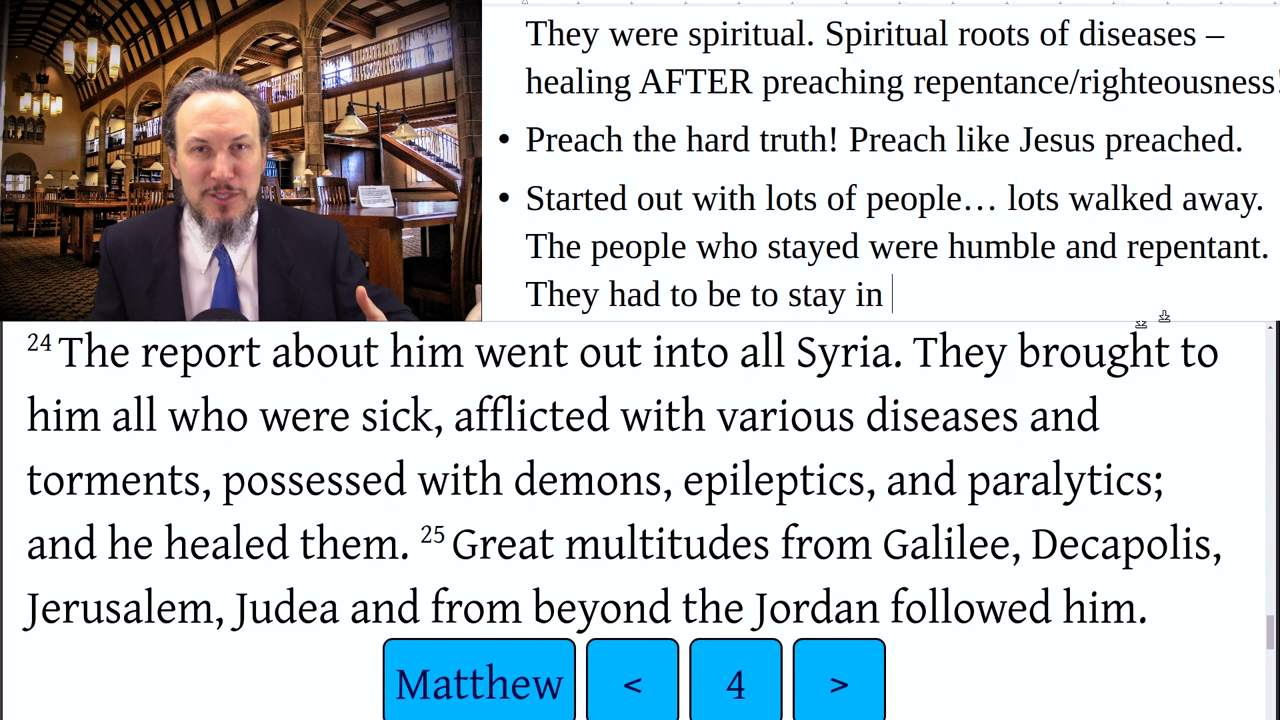 They were spiritual. Spiritual roots of diseases –
healing AFTER preaching repentance/righteousness!
• Preach the hard truth! Preach like Jesus preached.
• Started out with lots of people… lots walked away.
The people who stayed were humble and repentant.
They had to be to stay in
24 The report about him went out into all Syria. They brought to
him all who were sick, afflicted with various diseases and
torments, possessed with demons, epileptics, and paralytics;
and he healed them. 25 Great multitudes from Galilee, Decapolis,
Jerusalem, Judea and from beyond the Jordan followed him.
Matthew < 4 >